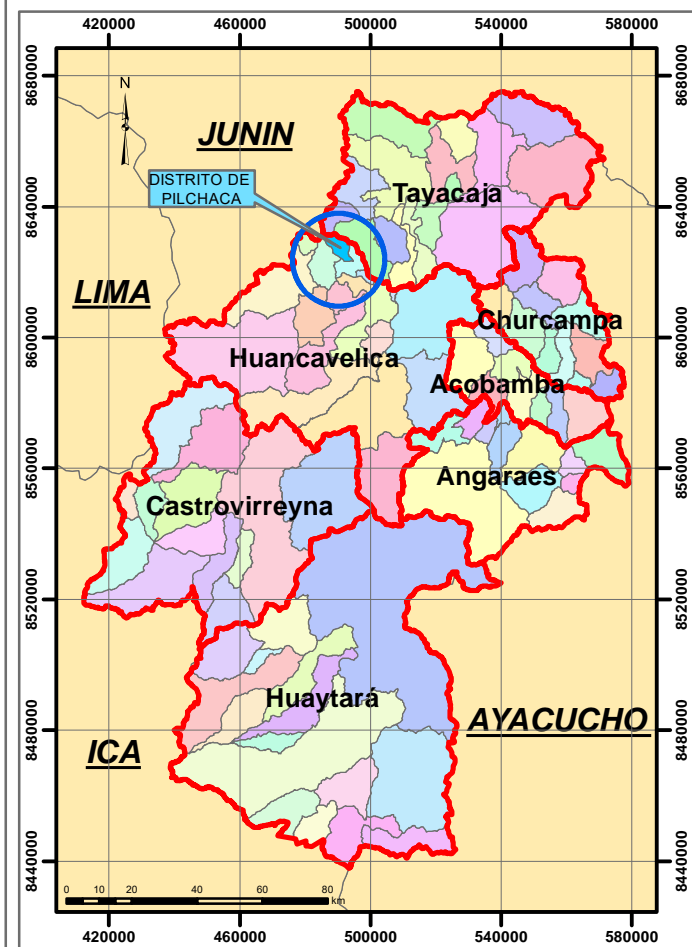 420000 460000 500000 540000 580000
8680000 8680000
N
JUNIN
DISTRITO DE
PILCHACA
Tayacaja
8640000 8640000
LIMA
Churcampa
8600000 8600000
Huancavelica
Acobamba
Angaraes
8560000 8560000
Castrovirreyna
8520000 8520000
Huaytará
AYACUCHO
8480000 8480000
ICA
8440000 8440000
0 10 20 40 60 80
km
420000 460000 500000 540000 580000